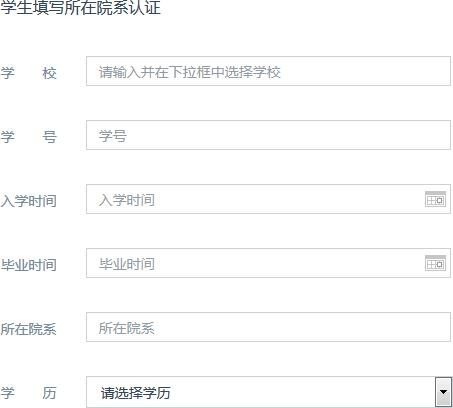 学生填写所在院系认证
学 校 请输入并在下拉框中选择学校
学 号 学号
入学时间 入学时间
毕业时间 毕业时间
所在院系 所在院系
学 历 请选择学历